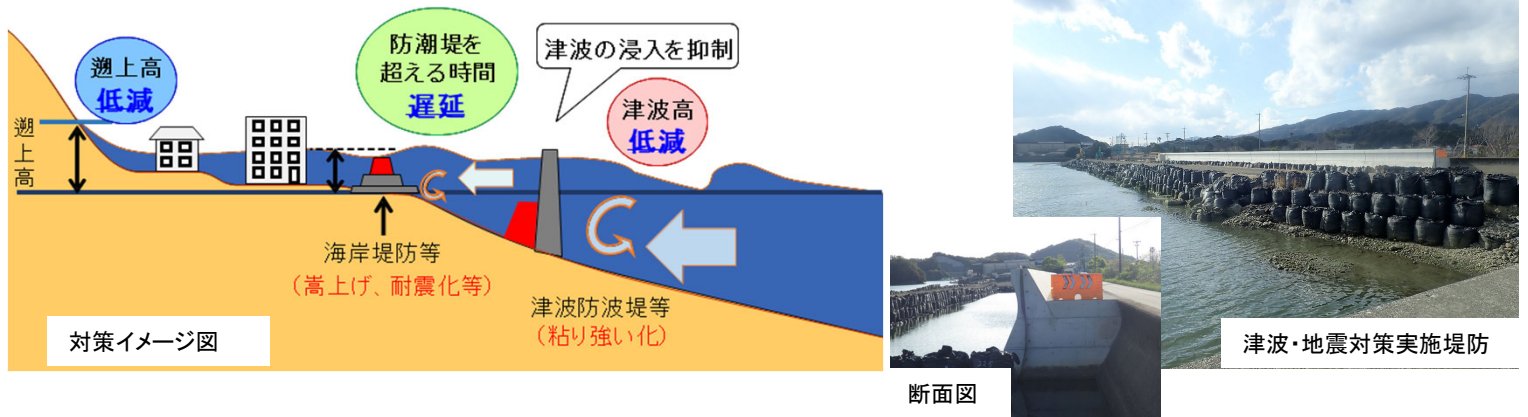 遡上高
低減
防潮堤を
超える時間
遅延
津波の浸入を抑制
津波高
低減
遡上高
海岸堤防等
(嵩上げ、耐震化等)
津波防波堤等
(粘り強い化)
対策イメージ図
断面図
津波・地震対策実施堤防